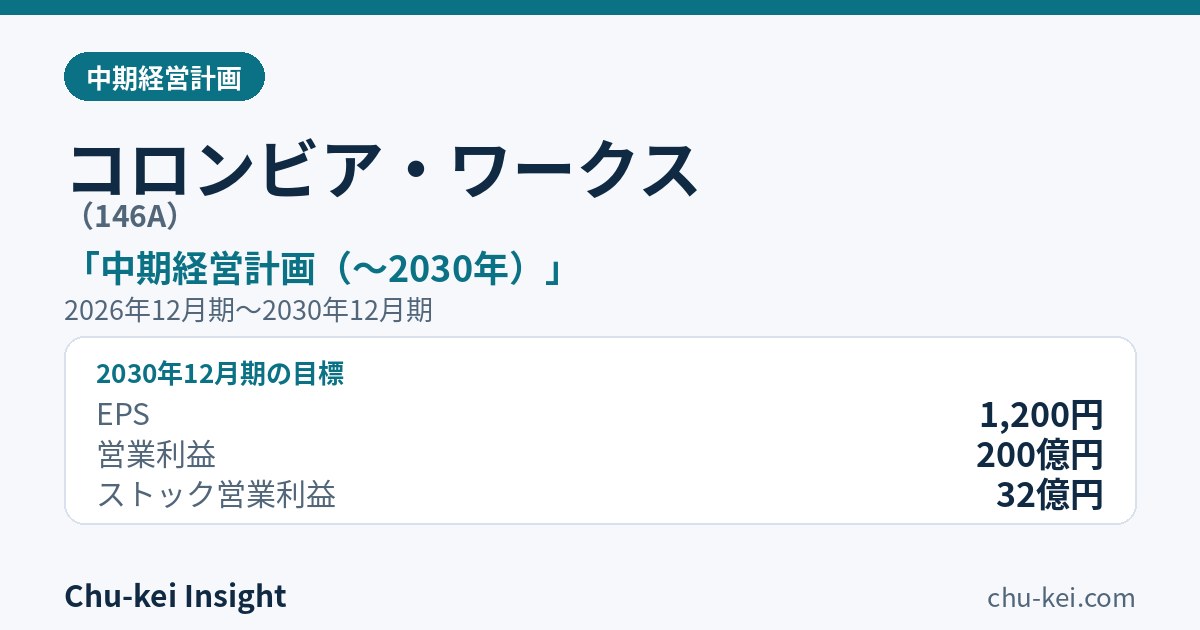 中期経営計画
コロンビア・ワークス
（146A）
「中期経営計画（〜2030年）」
2026年12月期〜2030年12月期
2030年12月期の目標
EPS 1,200円
営業利益 200億円
ストック営業利益 32億円
Chu-kei Insight chu-kei.com